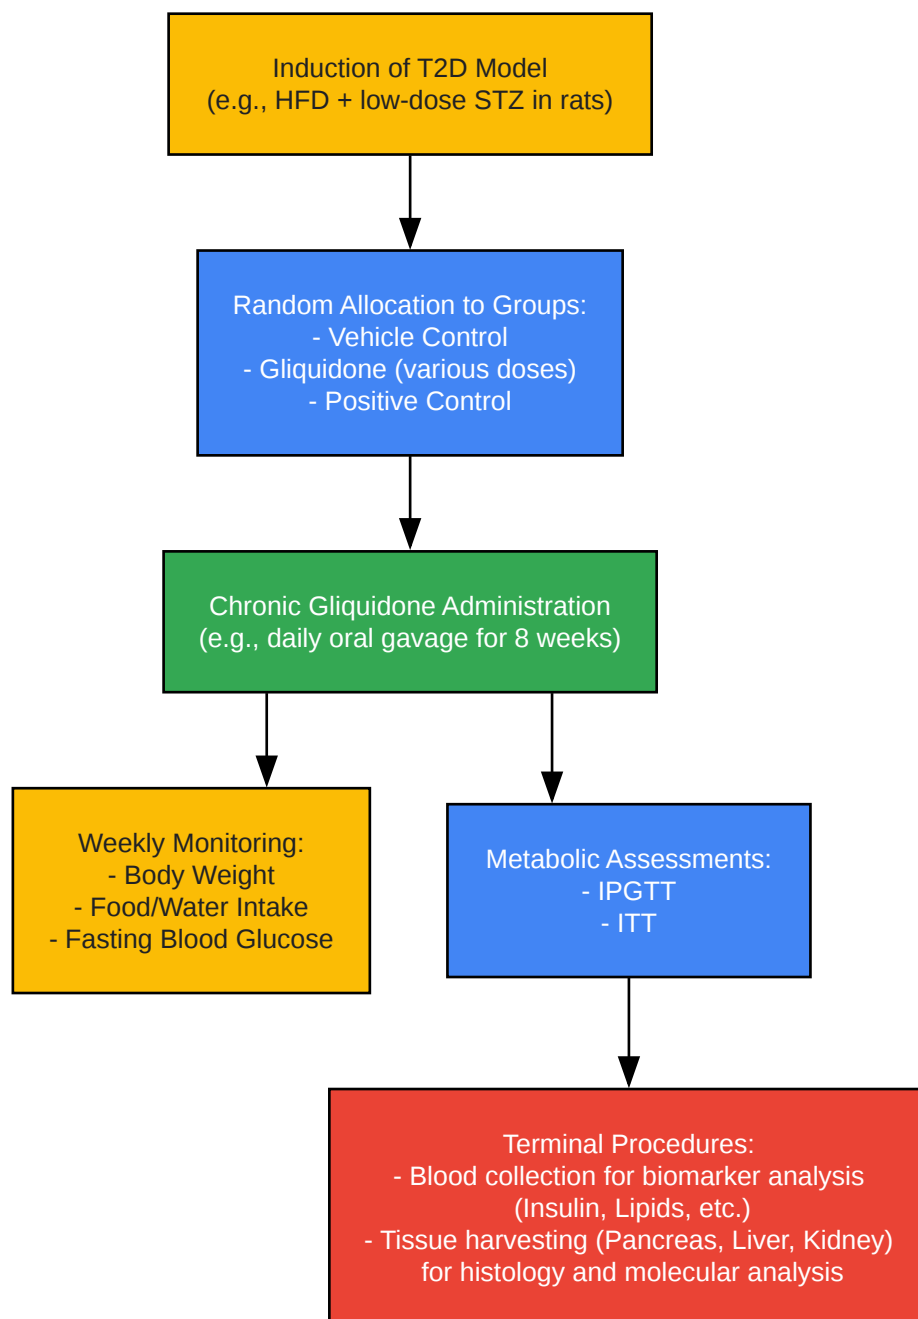 Induction of T2D Model
(e.g., HFD + low-dose STZ in rats)
Random Allocation to Groups:
- Vehicle Control
- Gliquidone (various doses)
- Positive Control
Chronic Gliquidone Administration
(e.g., daily oral gavage for 8 weeks)
Weekly Monitoring:
- Body Weight
- Food/Water Intake
- Fasting Blood Glucose
Metabolic Assessments:
- IPGTT
- ITT
Terminal Procedures:
- Blood collection for biomarker analysis
(Insulin, Lipids, etc.)
- Tissue harvesting (Pancreas, Liver, Kidney)
for histology and molecular analysis